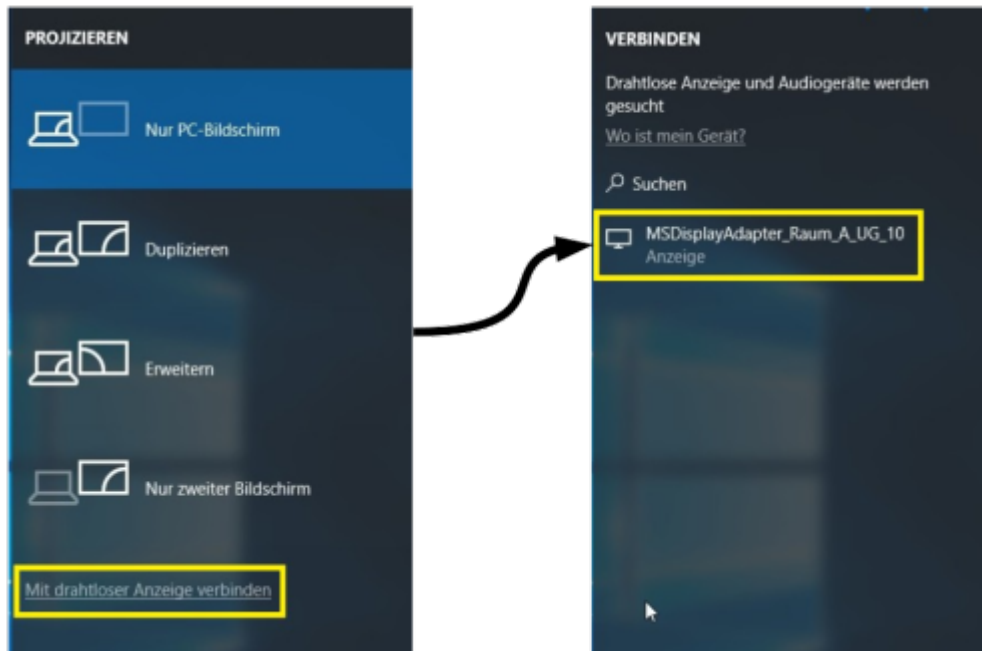 PROJIZIEREN
Nur PC-Bildschirm
Duplizieren
Erweitern
Nur zweiter Bildschirm
Mit drahtloser Anzeige verbinden
VERBINDEN
Drahtlose Anzeige und Audiogeräte werden
gesucht
Wo ist mein Gerät?
Suchen
MSDisplayAdapter_Raum_A_UG_10
Anzeige